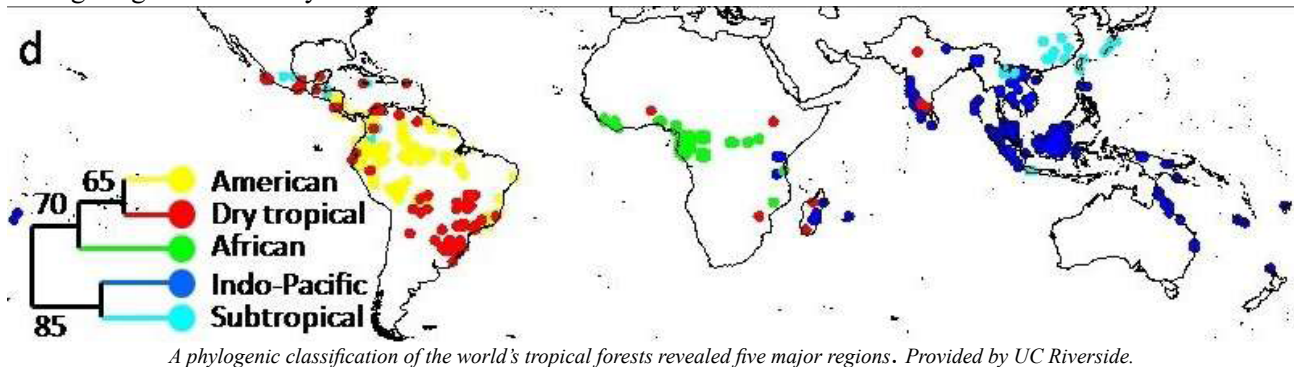 d
65
American
70
Dry tropical
African
Indo-Pacific
Subtropical
85
A phylogenic classification of the world's tropical forests revealed five major regions. Provided by UC Riverside.